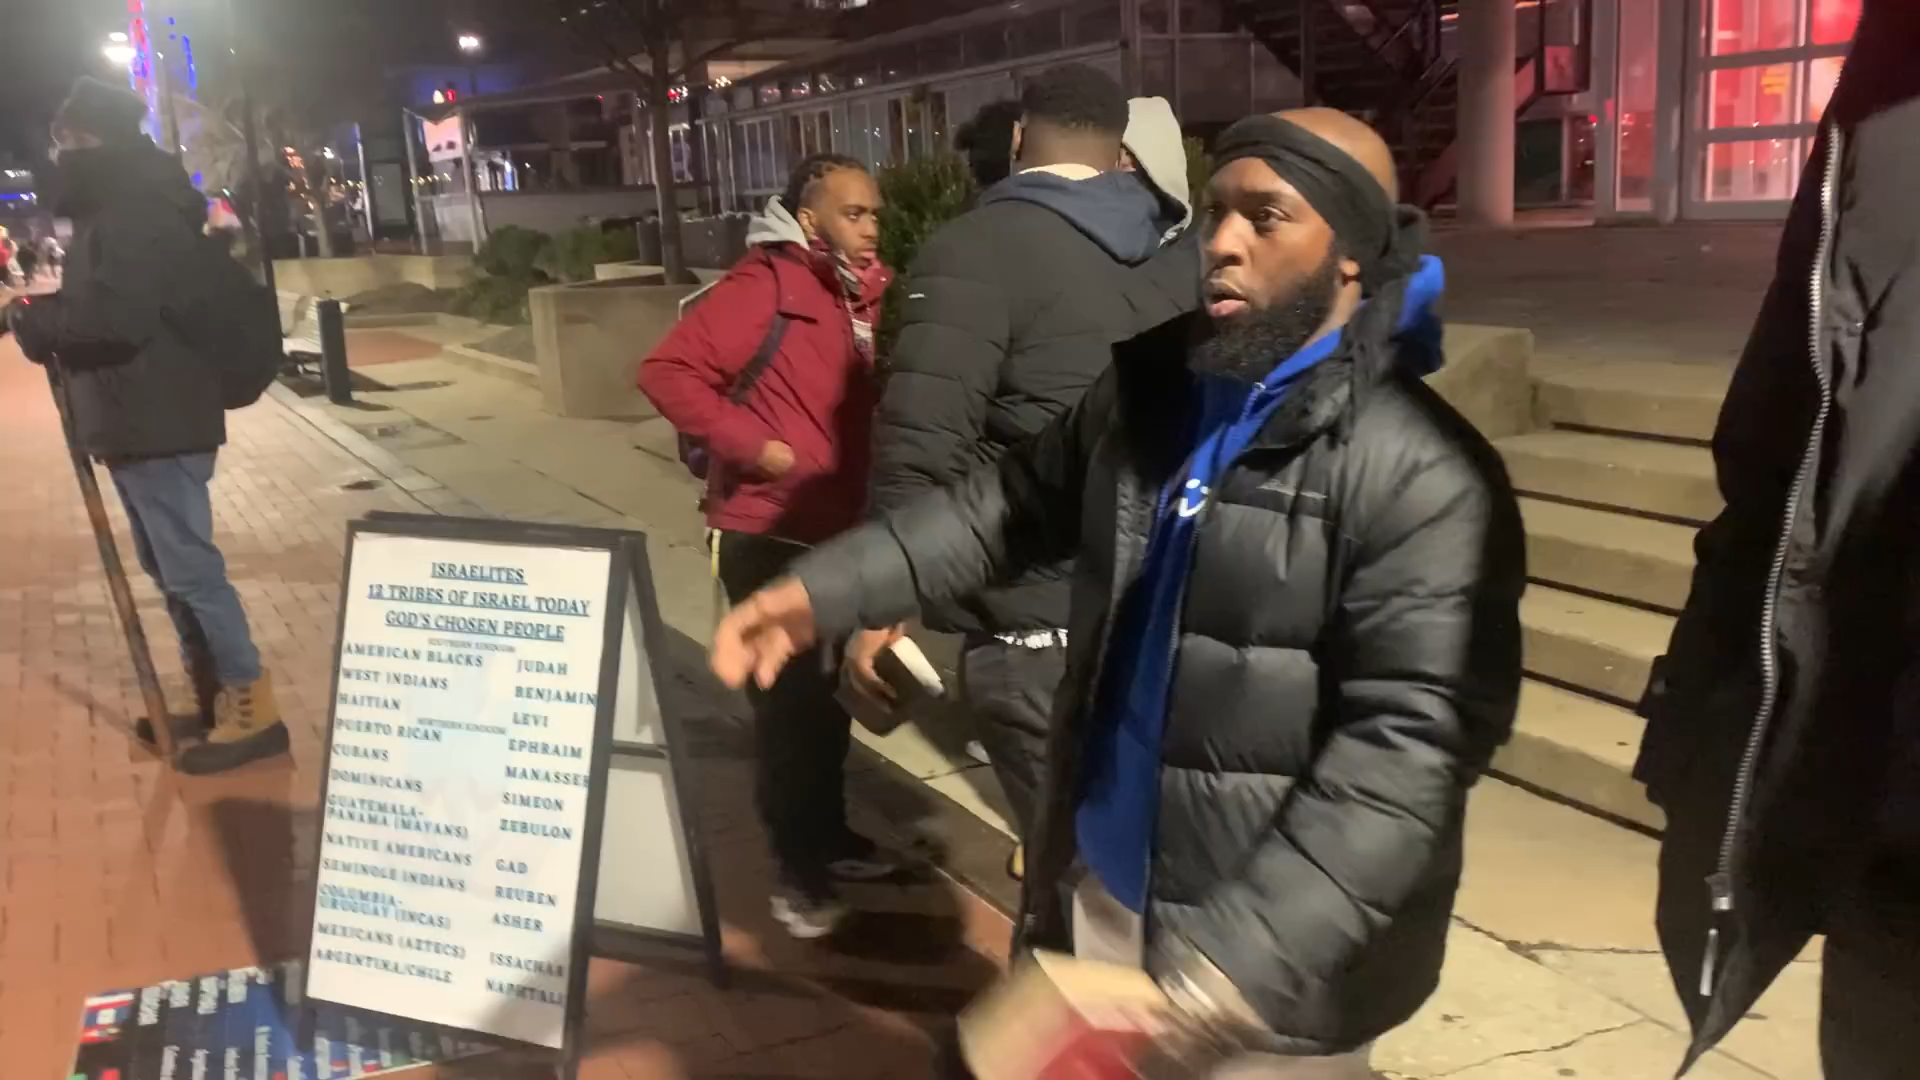 ISRAELITES
12 TRIBES OF ISRAEL TODAY
GOD'S CHOSEN PEOPLE
SOUTHERN KINGDOM
AMERICAN BLACKS JUDAH
WEST INDIANS BENJAMIN
HAITIAN LEVI
NORTHERN KINGDOM
PUERTO RICAN EPHRAIM
CUBANS MANASSEH
DOMINICANS SIMEON
GUATEMALA-
PANAMA (MAYANS) ZEBULON
NATIVE AMERICANS GAD
SEMINOLE INDIANS REUBEN
COLUMBIA-
URUGUAY (INCAS) ASHER
MEXICANS (AZTECS) ISSACHAR
ARGENTINA/CHILE NAPHTALI